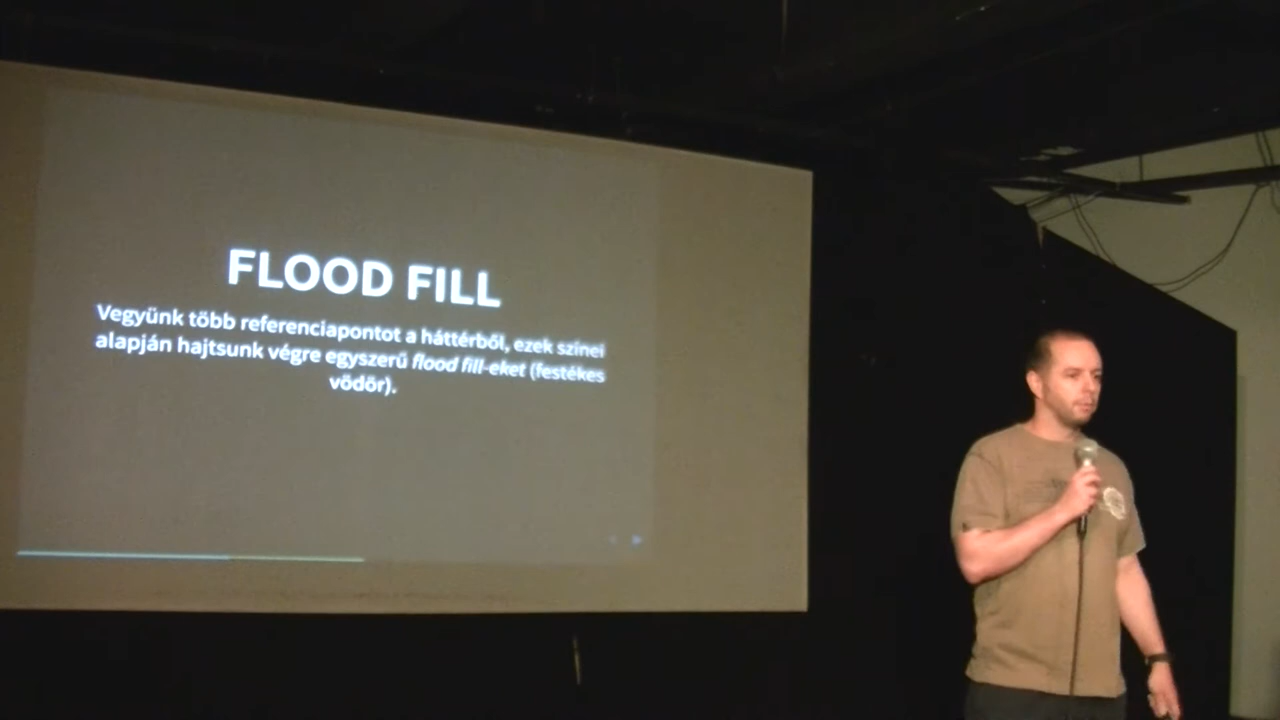 FLOOD FILL
Vegyünk több referenciapontot a háttérből, ezek színei
alapján hajtsunk végre egyszerű flood fill-eket (festékes
vödör).